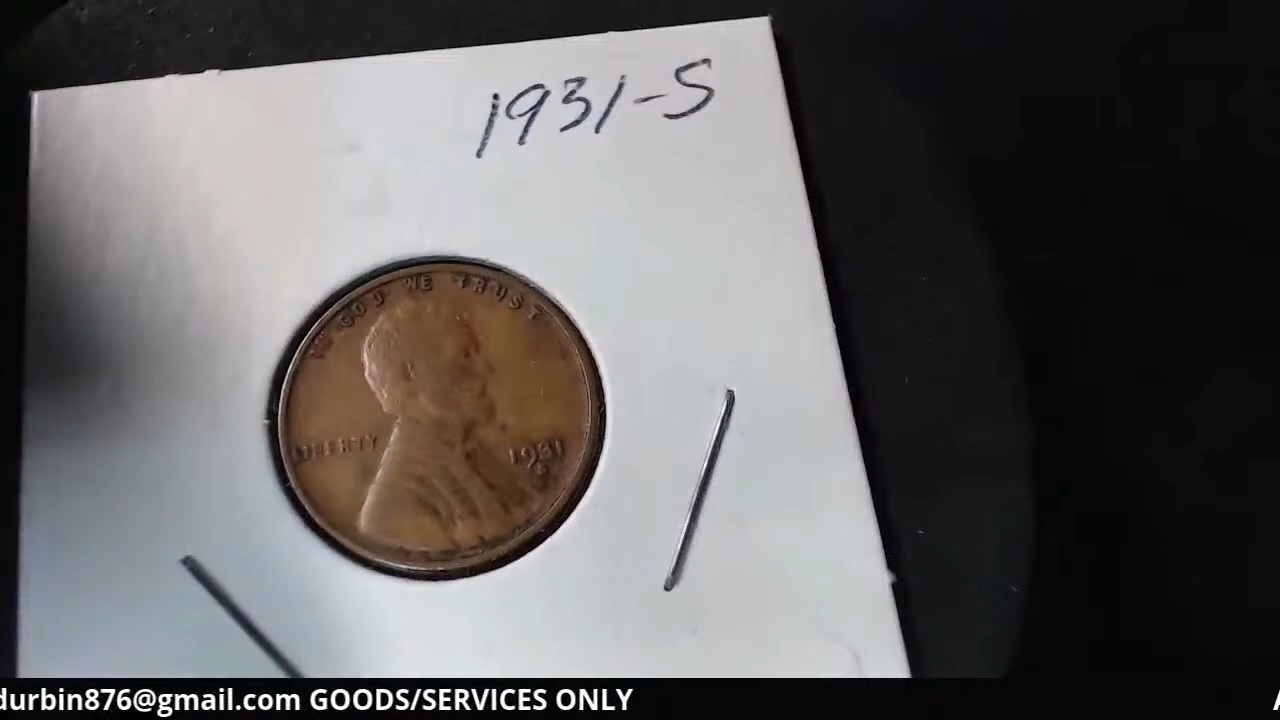 1931-S
IN GOD WE TRUST
LIBERTY
1931
S
durbin876@gmail.com GOODS/SERVICES ONLY